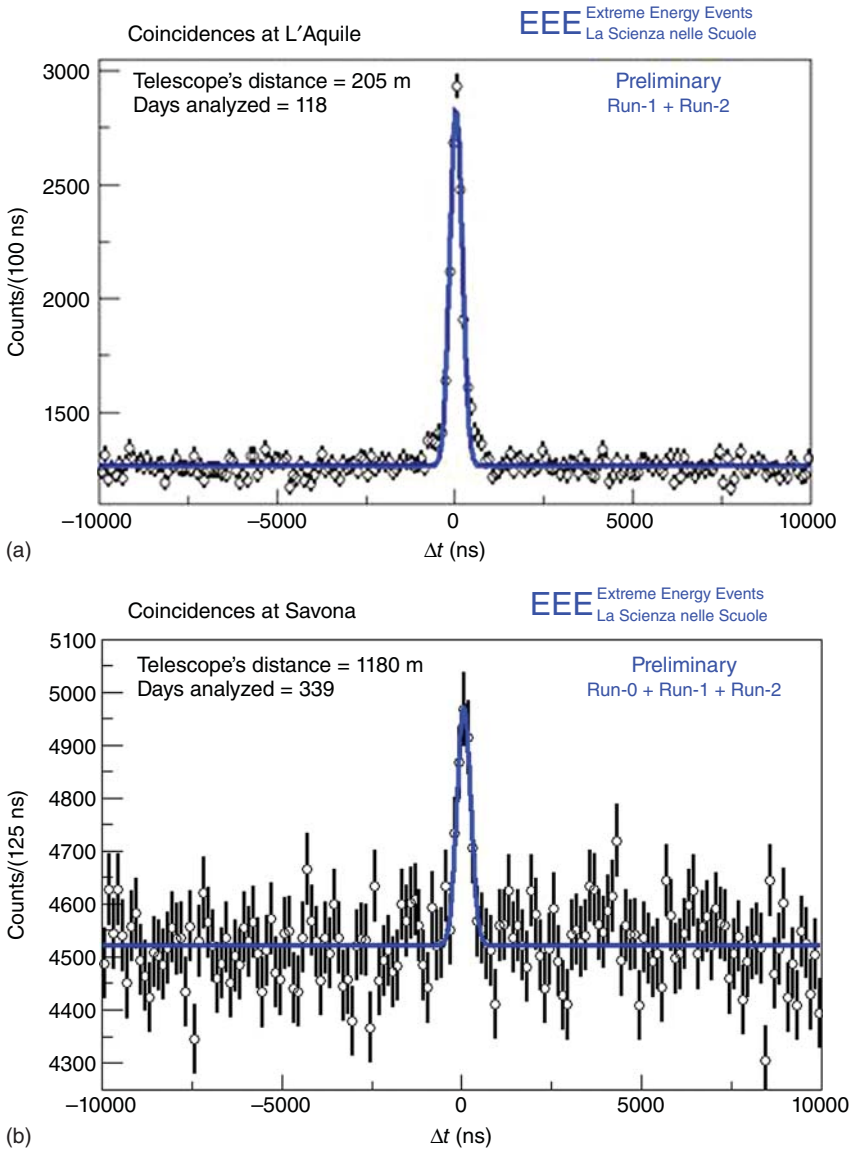 Coincidences at L′Aquile
EEE Extreme Energy Events
La Scienza nelle Scuole
Telescope's distance = 205 m
Days analyzed = 118
Preliminary
Run-1 + Run-2
3000
2500
2000
1500
Counts/(100 ns)
−10000 −5000 0 5000 10000
Δt (ns)
(a)
Coincidences at Savona
EEE Extreme Energy Events
La Scienza nelle Scuole
Telescope's distance = 1180 m
Days analyzed = 339
Preliminary
Run-0 + Run-1 + Run-2
5100
5000
4900
4800
4700
4600
4500
4400
4300
Counts/(125 ns)
−10000 −5000 0 5000 10000
Δt (ns)
(b)